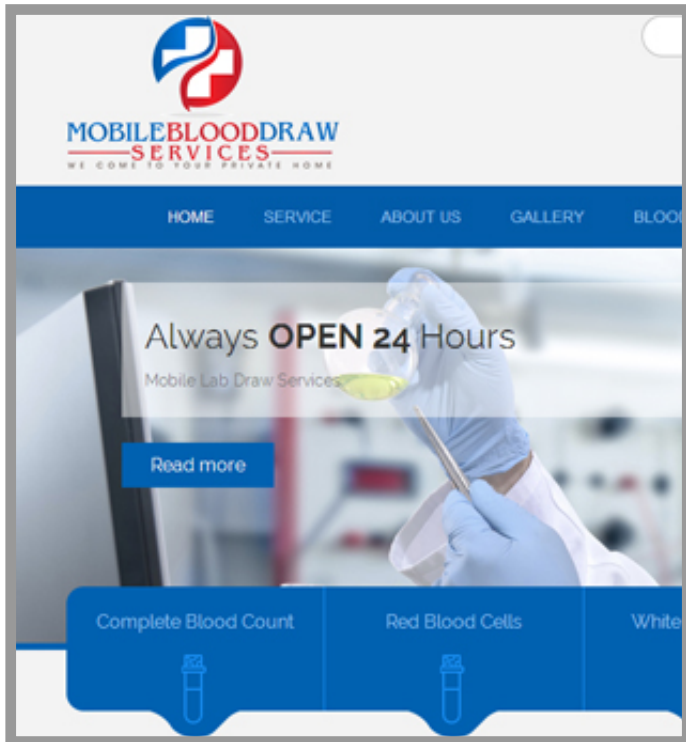 MOBILEBLOODDRAW
SERVICES
WE COME TO YOUR PRIVATE HOME
HOME SERVICE ABOUT US GALLERY BLOOD
Always OPEN 24 Hours
Mobile Lab Draw Services
Read more
Complete Blood Count Red Blood Cells White